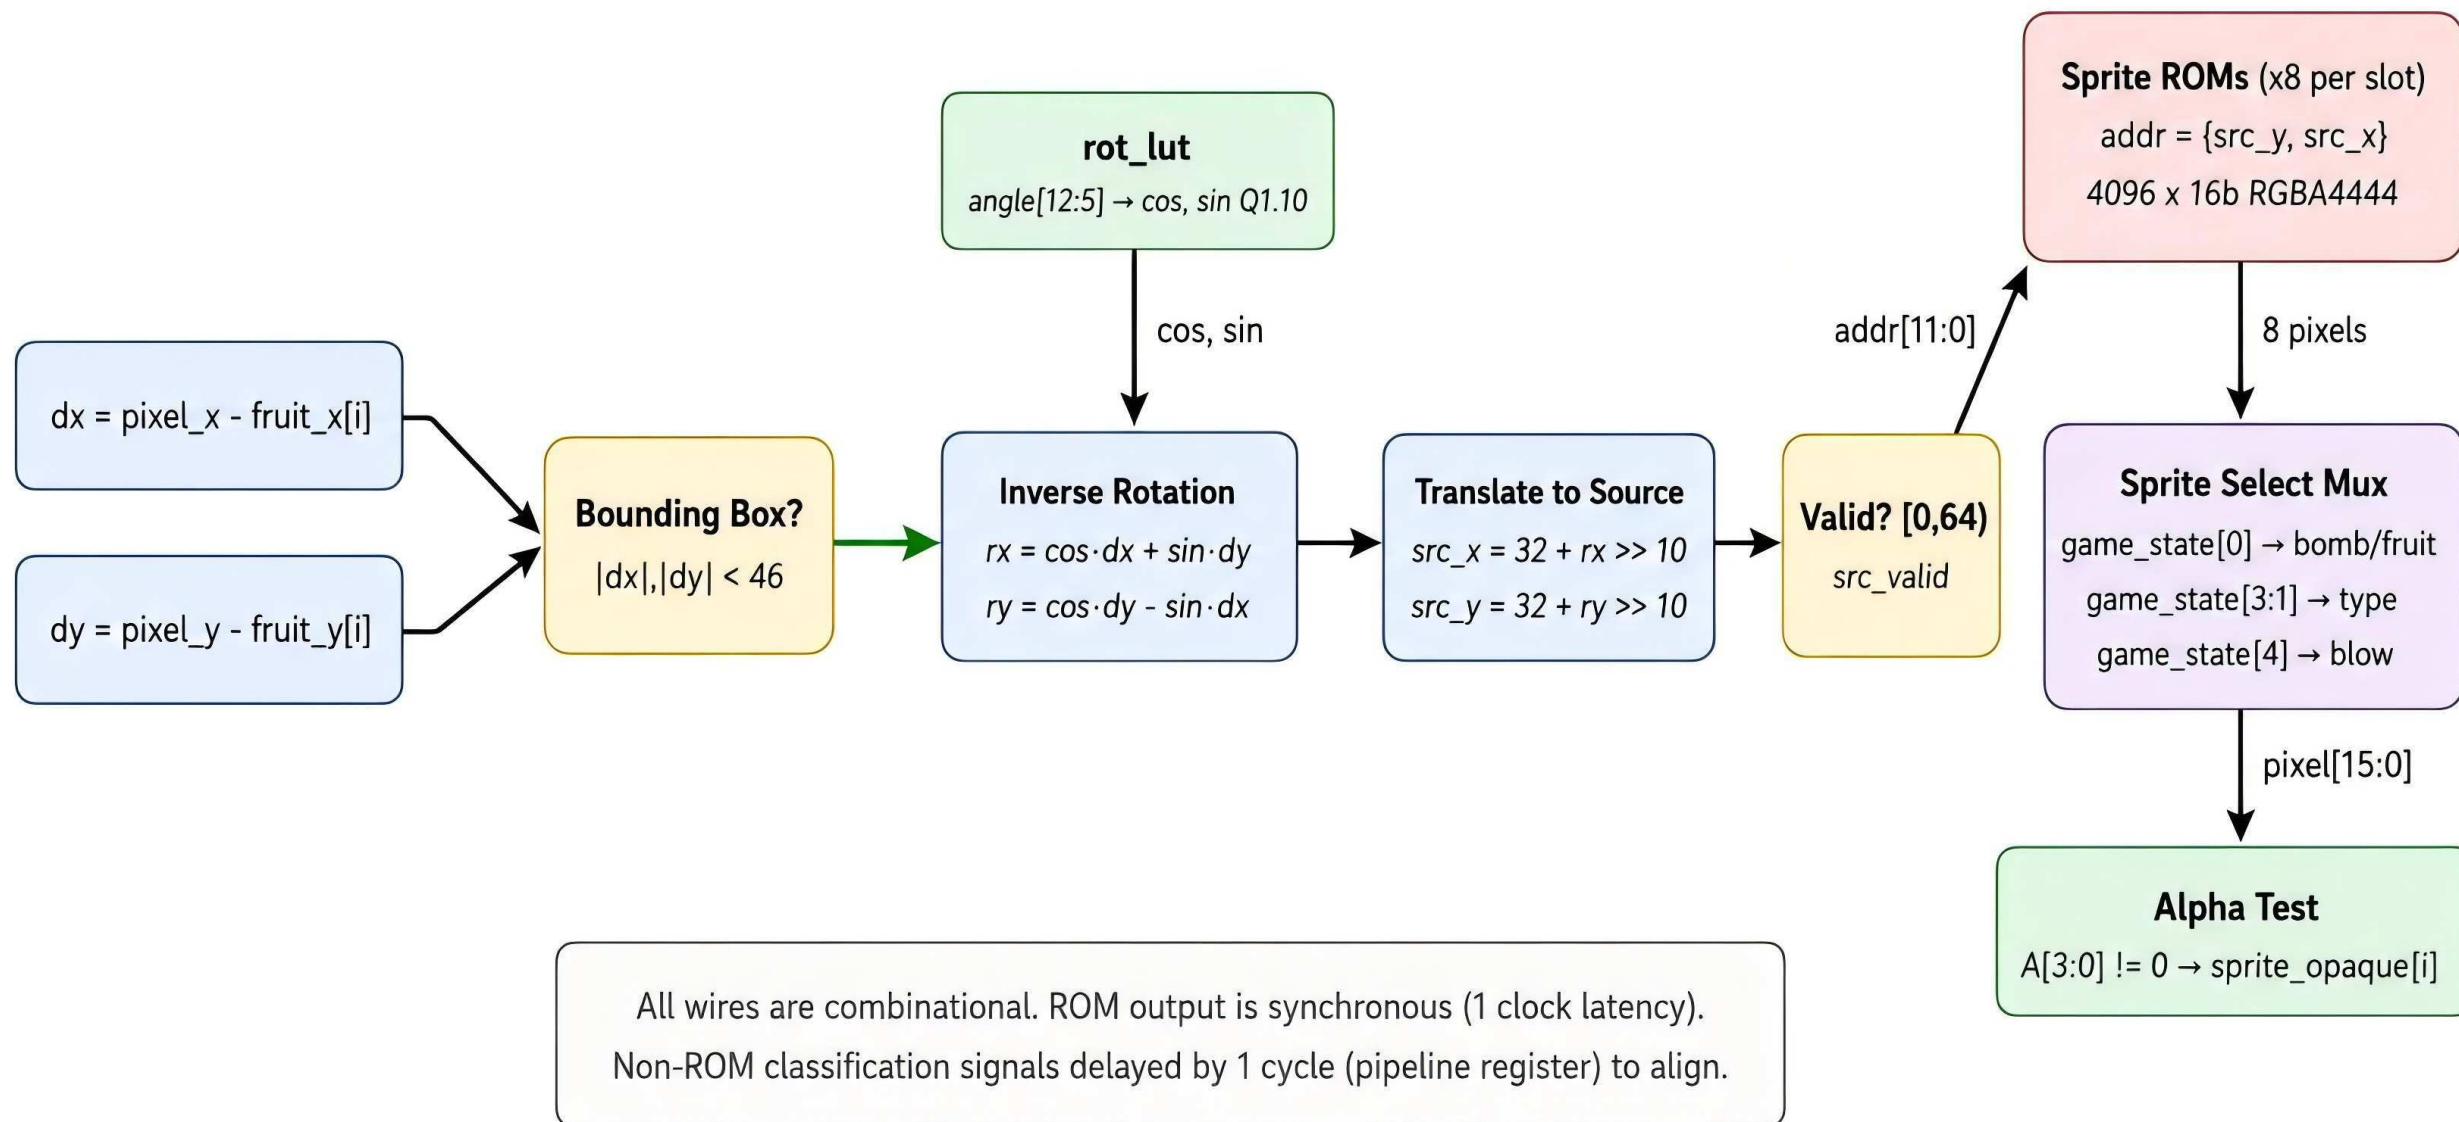 dx = pixel_x - fruit_x[i]
dy = pixel_y - fruit_y[i]
Bounding Box?
|dx|,|dy| < 46
rot_lut
angle[12:5] → cos, sin Q1.10
cos, sin
Inverse Rotation
rx = cos·dx + sin·dy
ry = cos·dy - sin·dx
Translate to Source
src_x = 32 + rx >> 10
src_y = 32 + ry >> 10
Valid? [0,64)
src_valid
addr[11:0]
Sprite ROMs (x8 per slot)
addr = {src_y, src_x}
4096 x 16b RGBA4444
8 pixels
Sprite Select Mux
game_state[0] → bomb/fruit
game_state[3:1] → type
game_state[4] → blow
pixel[15:0]
Alpha Test
A[3:0] != 0 → sprite_opaque[i]
All wires are combinational. ROM output is synchronous (1 clock latency).
Non-ROM classification signals delayed by 1 cycle (pipeline register) to align.